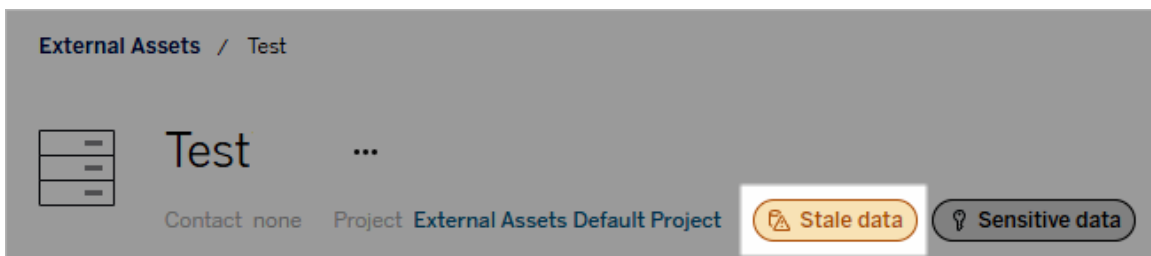 External Assets / Test
Test ...
Contact none Project External Assets Default Project Stale data Sensitive data